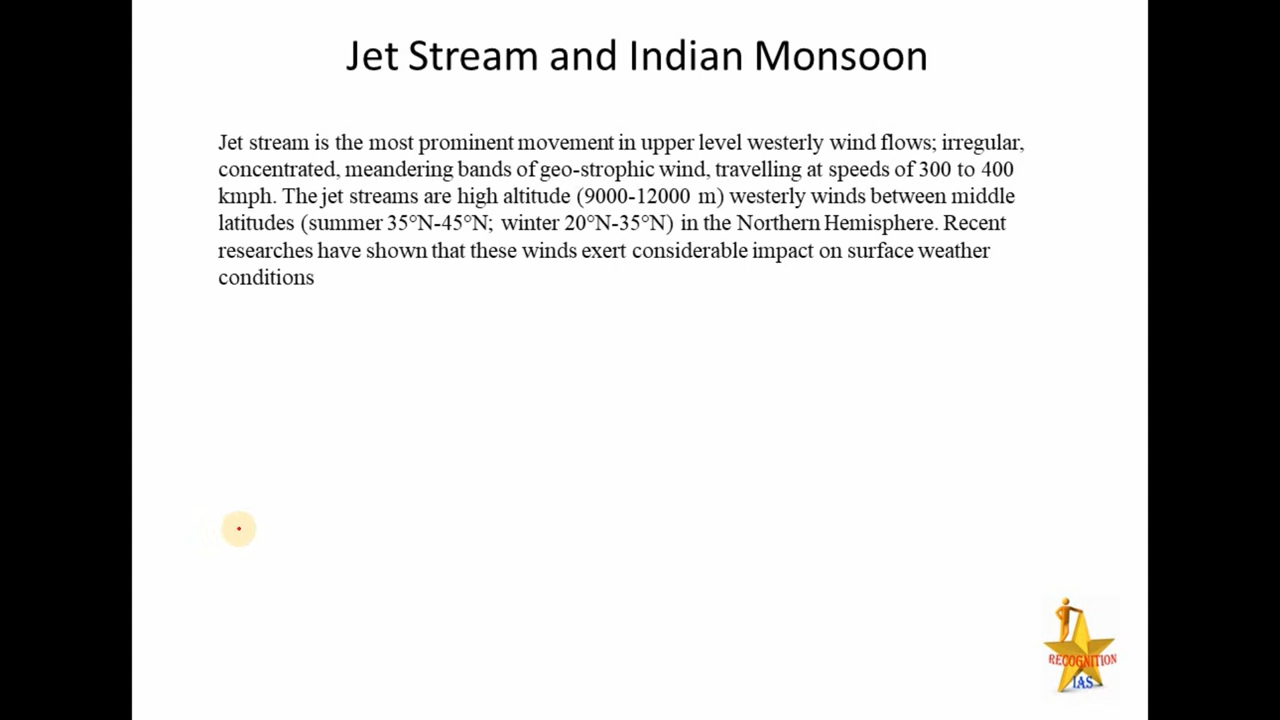 Jet Stream and Indian Monsoon
Jet stream is the most prominent movement in upper level westerly wind flows; irregular,
concentrated, meandering bands of geo-strophic wind, travelling at speeds of 300 to 400
kmph. The jet streams are high altitude (9000-12000 m) westerly winds between middle
latitudes (summer 35°N-45°N; winter 20°N-35°N) in the Northern Hemisphere. Recent
researches have shown that these winds exert considerable impact on surface weather
conditions
RECOGNITION
IAS